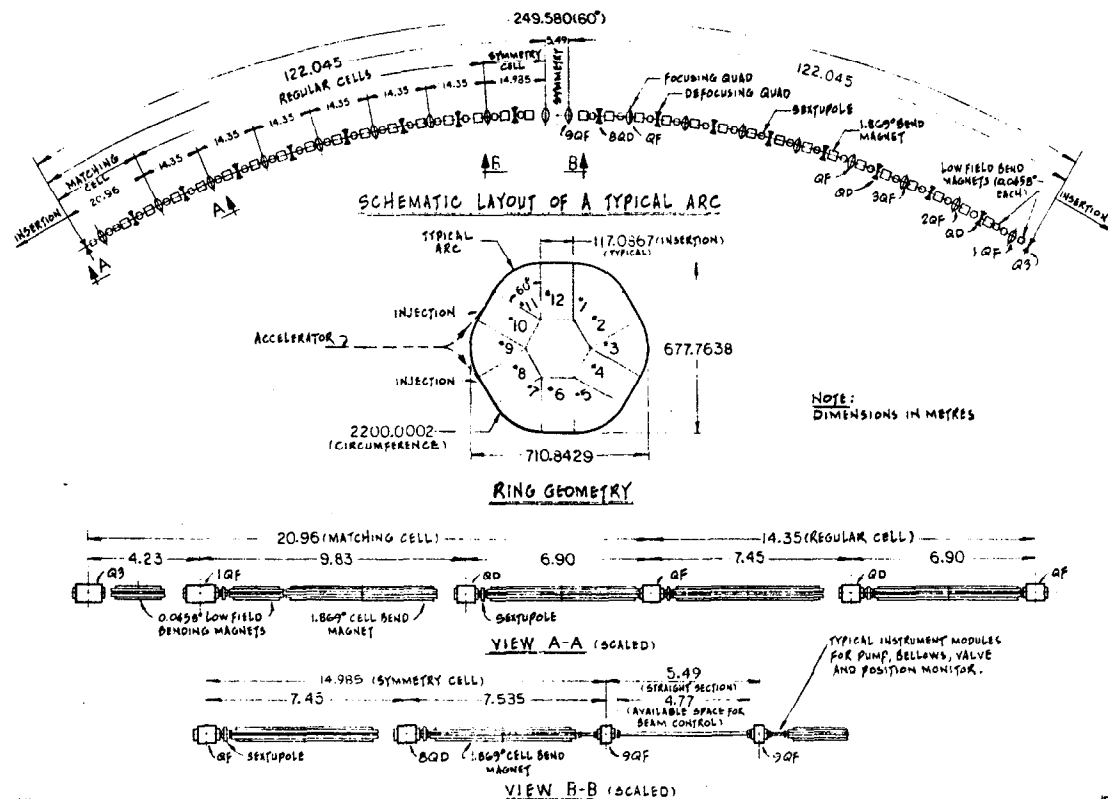 249.580(60°)
5.49
SYMMETRY
CELL
SYMMETRY
122.045
REGULAR CELLS
14.985
14.35
14.35
14.35
14.35
14.35
14.35
MATCHING
CELL
20.96
INSERTION
A
A
B
B
9QF
8QD
QF
FOCUSING QUAD
DEFOCUSING QUAD
122.045
SEXTUPOLE
1.869° BEND
MAGNET
LOW FIELD BEND
MAGNETS (0.0458°
EACH)
INSERTION
QF
QD
3QF
2QF
QD
1QF
Q3
SCHEMATIC LAYOUT OF A TYPICAL ARC
TYPICAL
ARC
117.0867 (INSERTION)
(TYPICAL)
60°
INJECTION
ACCELERATOR
INJECTION
#12
#1
#2
#3
#4
#5
#6
#7
#8
#9
#10
#11
677.7638
2200.0002
(CIRCUMFERENCE)
710.8429
NOTE:
DIMENSIONS IN METRES
RING GEOMETRY
20.96 (MATCHING CELL)
14.35 (REGULAR CELL)
4.23
9.83
6.90
7.45
6.90
Q3
1QF
QD
QF
QD
QF
0.0458° LOW FIELD
BENDING MAGNETS
1.869° CELL BEND
MAGNET
SEXTUPOLE
VIEW A-A (SCALED)
TYPICAL INSTRUMENT MODULES
FOR PUMP, BELLOWS, VALVE
AND POSITION MONITOR.
14.985 (SYMMETRY CELL)
5.49
(STRAIGHT SECTION)
7.45
7.535
4.77
(AVAILABLE SPACE FOR
BEAM CONTROL)
QF
SEXTUPOLE
8QD
1.869° CELL BEND
MAGNET
9QF
9QF
VIEW B-B (SCALED)